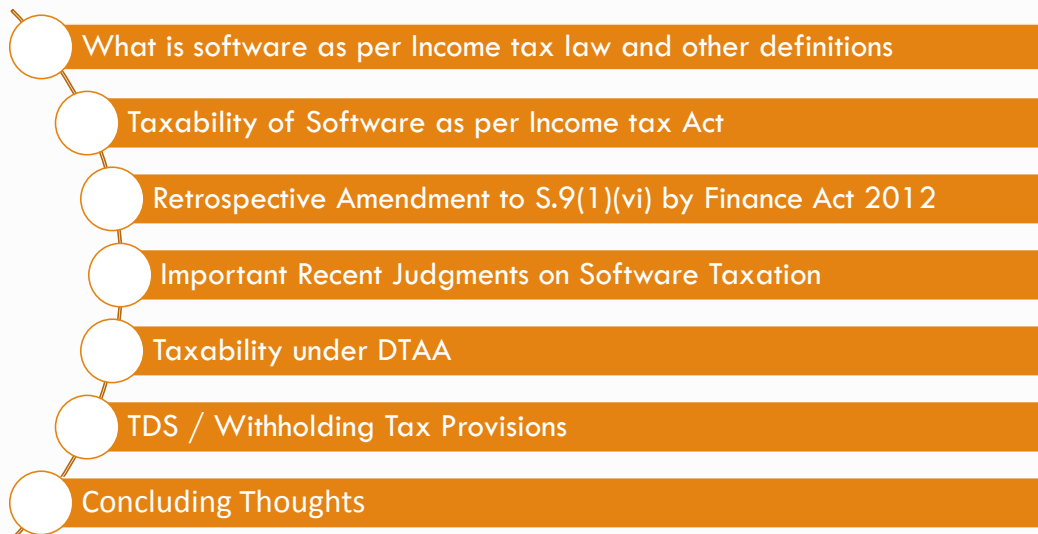 What is software as per Income tax law and other definitions
Taxability of Software as per Income tax Act
Retrospective Amendment to S.9(1)(vi) by Finance Act 2012
Important Recent Judgments on Software Taxation
Taxability under DTAA
TDS / Withholding Tax Provisions
Concluding Thoughts